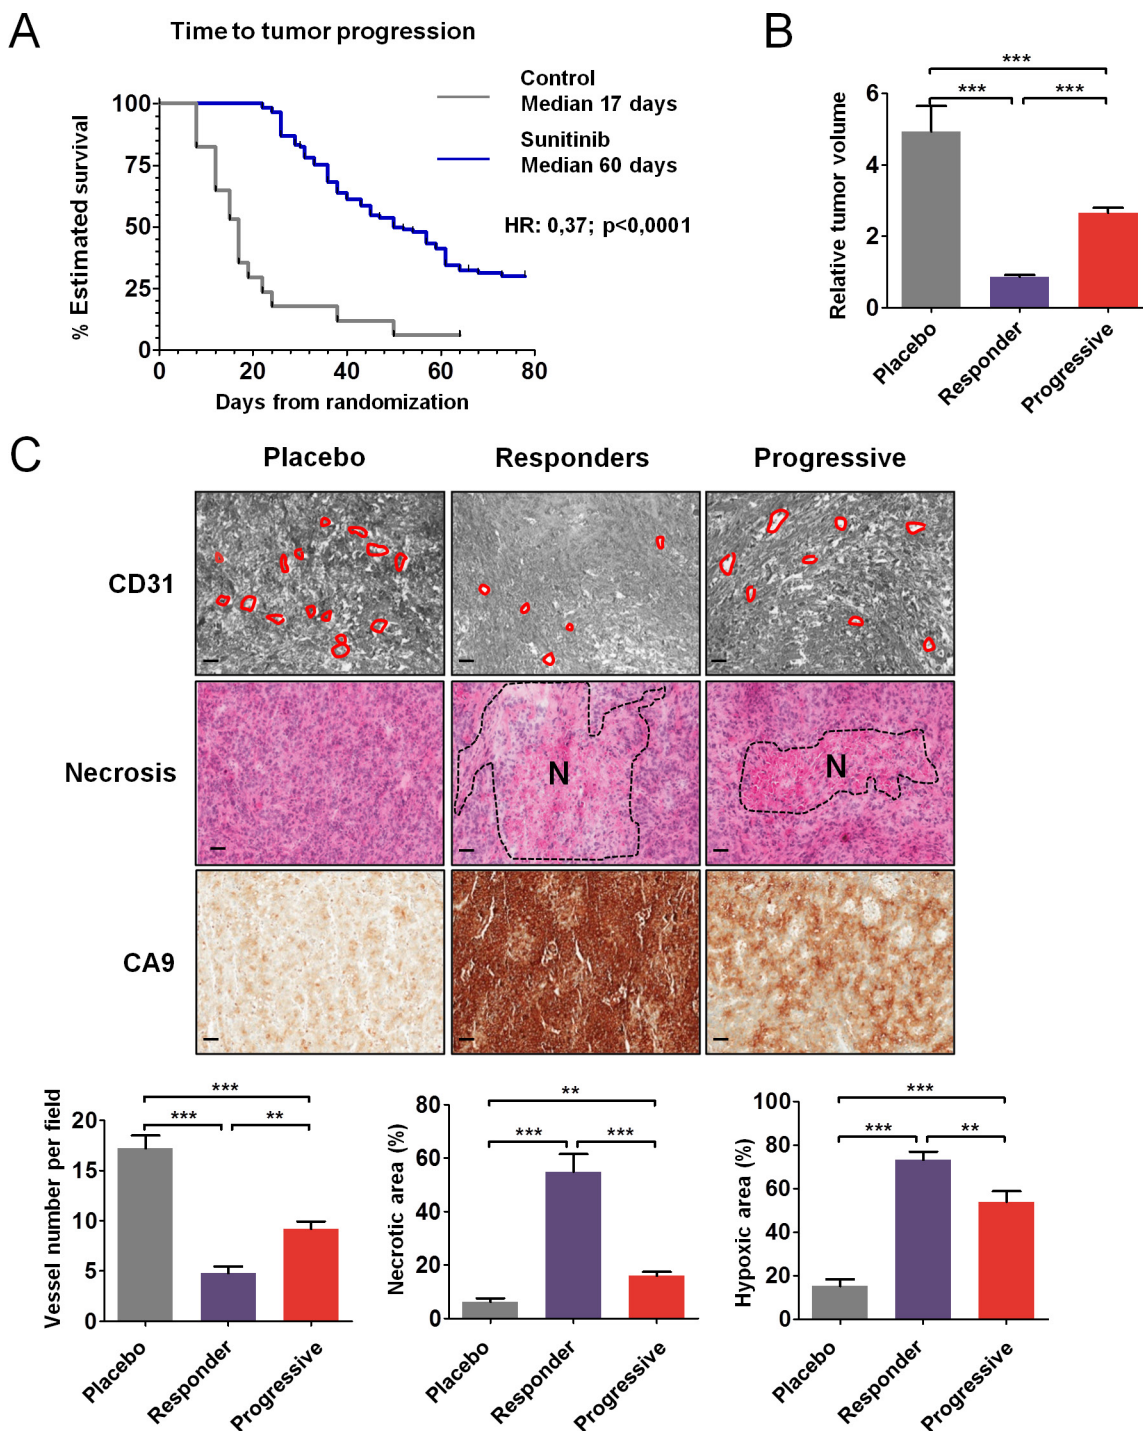 A
Time to tumor progression
Control
Median 17 days
Sunitinib
Median 60 days
HR: 0,37; p<0,0001
% Estimated survival
100
75
50
25
0
0 20 40 60 80
Days from randomization
B
***
*** ***
Relative tumor volume
6
4
2
0
Placebo
Responder
Progressive
C
Placebo Responders Progressive
CD31
Necrosis
N
N
CA9
***
*** **
Vessel number per field
20
15
10
5
0
Placebo
Responder
Progressive
**
*** ***
Necrotic area (%)
80
60
40
20
0
Placebo
Responder
Progressive
***
*** **
Hypoxic area (%)
100
80
60
40
20
0
Placebo
Responder
Progressive